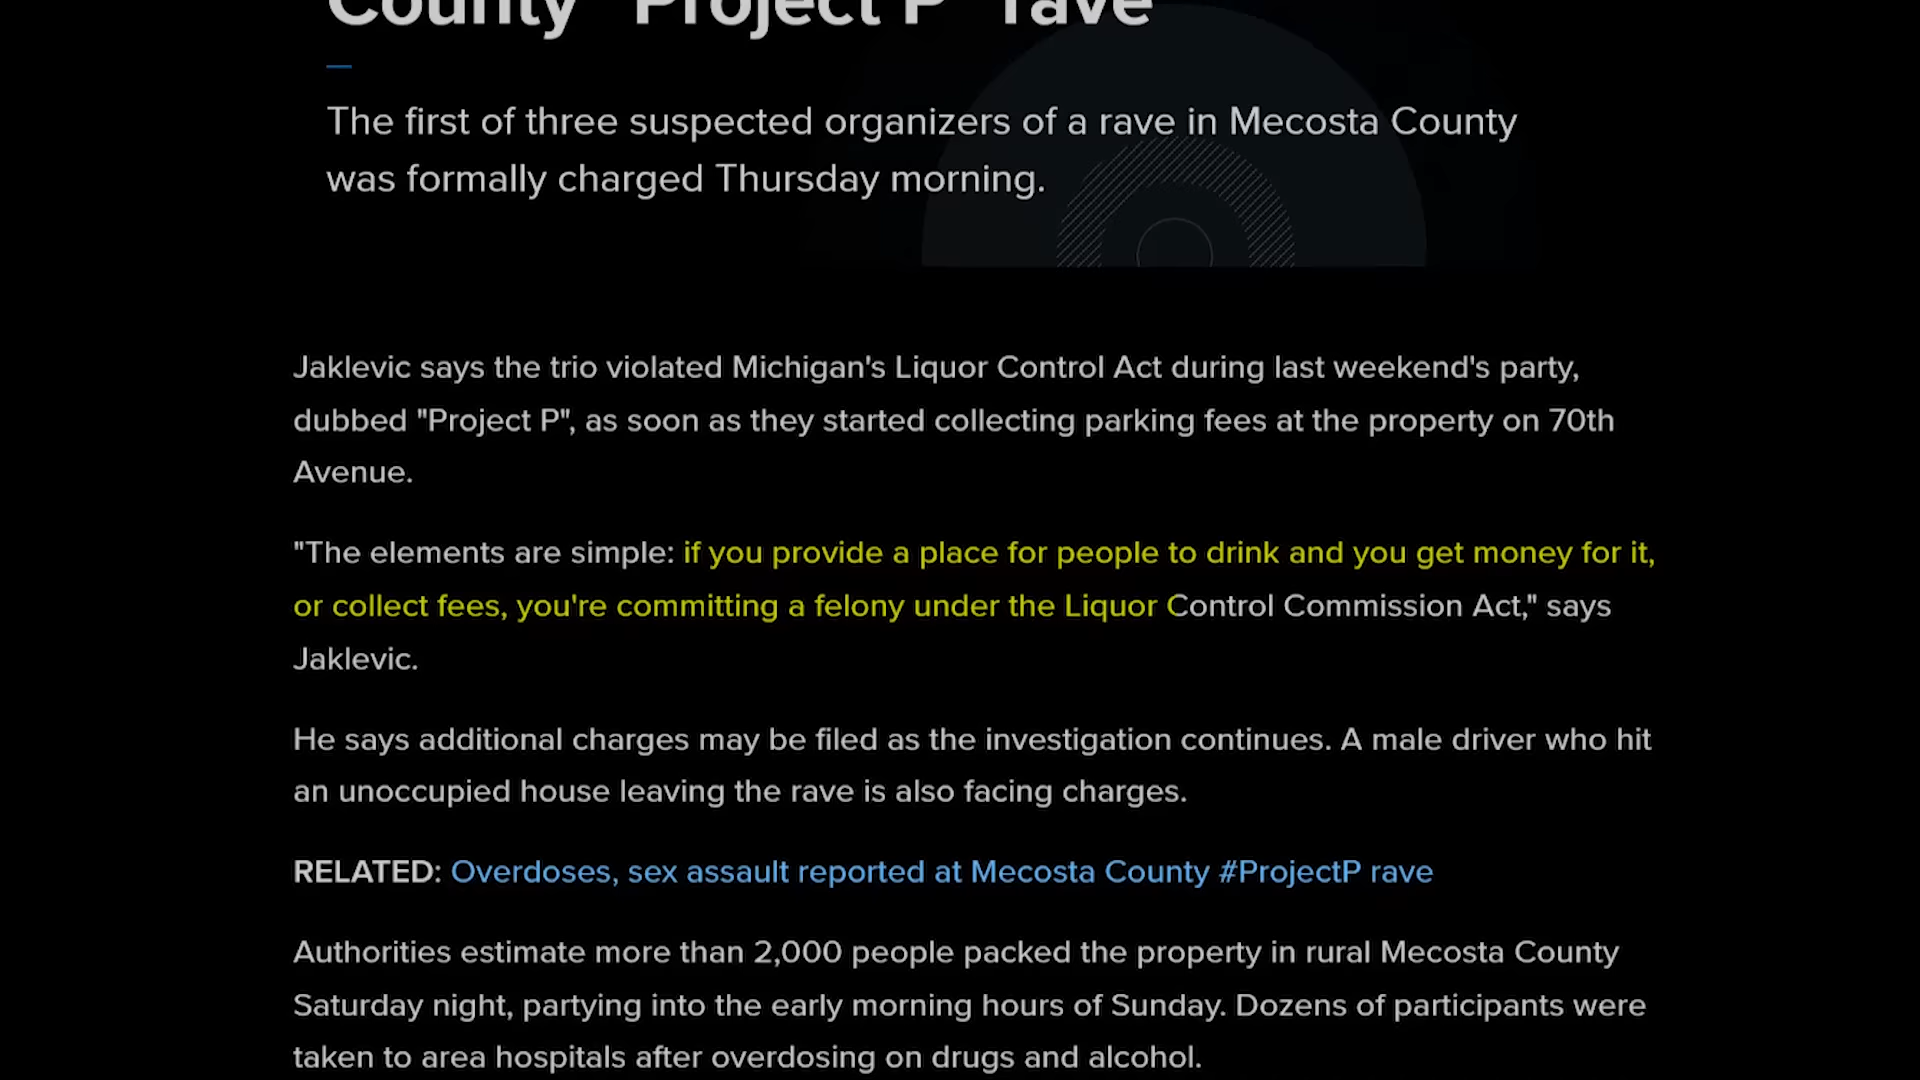 County "Project P" rave
The first of three suspected organizers of a rave in Mecosta County
was formally charged Thursday morning.
Jaklevic says the trio violated Michigan's Liquor Control Act during last weekend's party,
dubbed "Project P", as soon as they started collecting parking fees at the property on 70th
Avenue.
"The elements are simple: if you provide a place for people to drink and you get money for it,
or collect fees, you're committing a felony under the Liquor Control Commission Act," says
Jaklevic.
He says additional charges may be filed as the investigation continues. A male driver who hit
an unoccupied house leaving the rave is also facing charges.
RELATED: Overdoses, sex assault reported at Mecosta County #ProjectP rave
Authorities estimate more than 2,000 people packed the property in rural Mecosta County
Saturday night, partying into the early morning hours of Sunday. Dozens of participants were
taken to area hospitals after overdosing on drugs and alcohol.